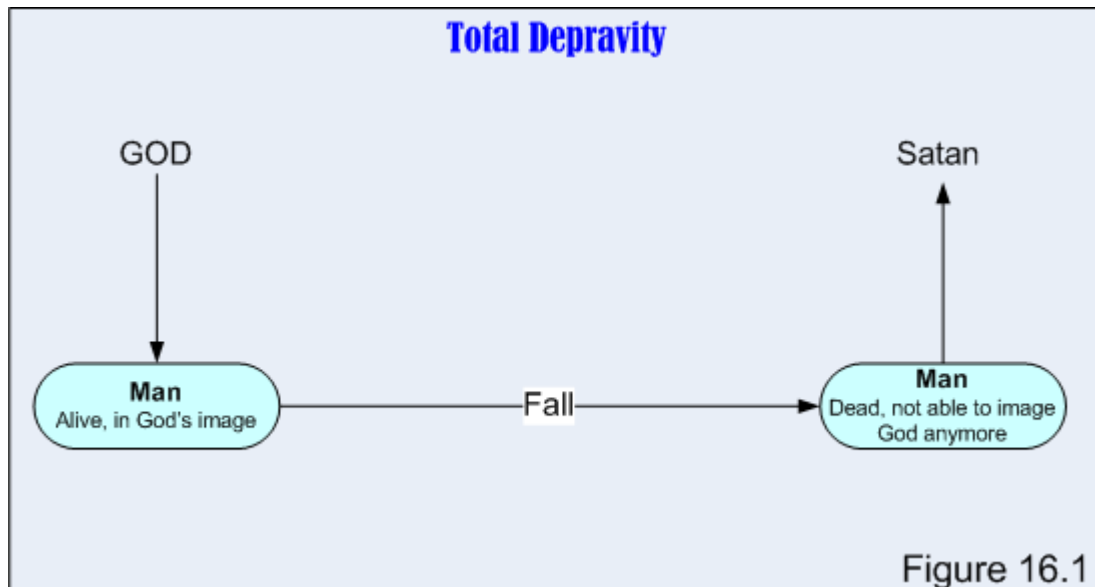 Total Depravity
GOD
Satan
Man
Alive, in God's image
Fall
Man
Dead, not able to image
God anymore
Figure 16.1